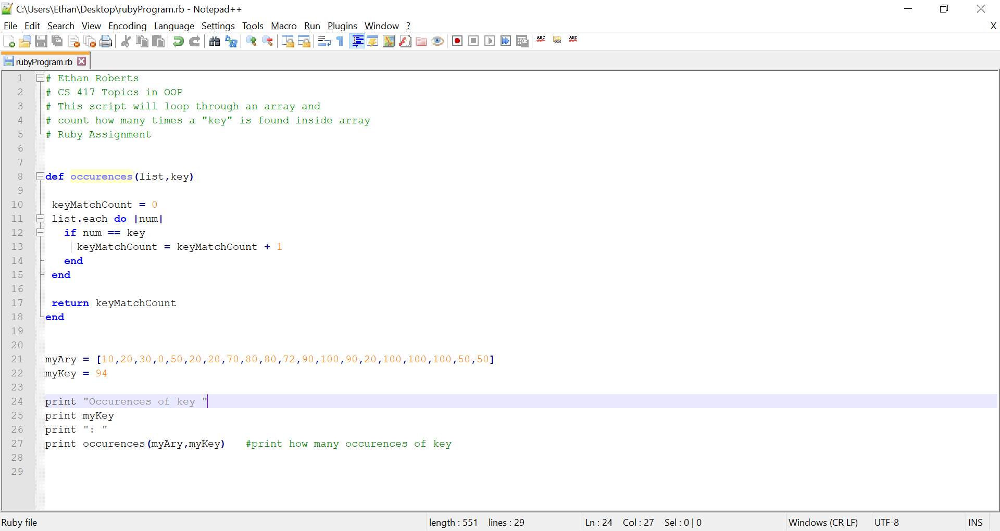 C:\Users\Ethan\Desktop\rubyProgram.rb - Notepad++
File Edit Search View Encoding Language Settings Tools Macro Run Plugins Window ? X
ABC ABC
rubyProgram.rb
1 # Ethan Roberts
2 # CS 417 Topics in OOP
3 # This script will loop through an array and
4 # count how many times a "key" is found inside array
5 # Ruby Assignment
6
7
8 def occurences(list,key)
9
10 keyMatchCount = 0
11 list.each do |num|
12 if num == key
13 keyMatchCount = keyMatchCount + 1
14 end
15 end
16
17 return keyMatchCount
18 end
19
20
21 myAry = [10,20,30,0,50,20,20,70,80,80,72,90,100,90,20,100,100,100,50,50]
22 myKey = 94
23
24 print "Occurences of key "
25 print myKey
26 print ": "
27 print occurences(myAry,myKey) #print how many occurences of key
28
29
Ruby file length : 551 lines : 29 Ln : 24 Col : 27 Sel : 0 | 0 Windows (CR LF) UTF-8 INS